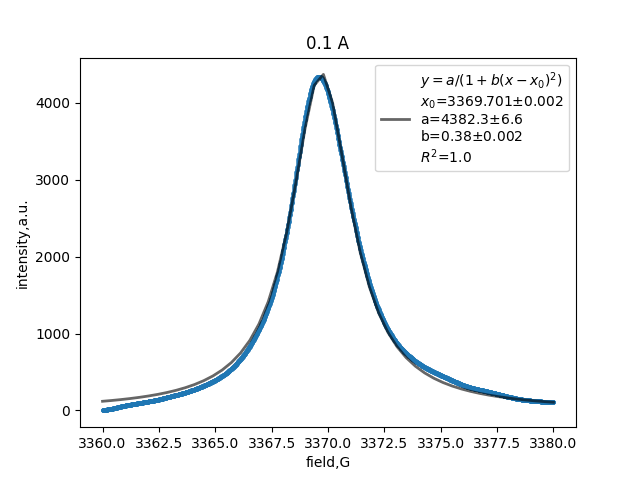 0.1 A
y = a/(1 + b(x − x₀)²)
x₀=3369.701±0.002
a=4382.3±6.6
b=0.38±0.002
R²=1.0
intensity,a.u.
4000
3000
2000
1000
0
3360.0 3362.5 3365.0 3367.5 3370.0 3372.5 3375.0 3377.5 3380.0
field,G